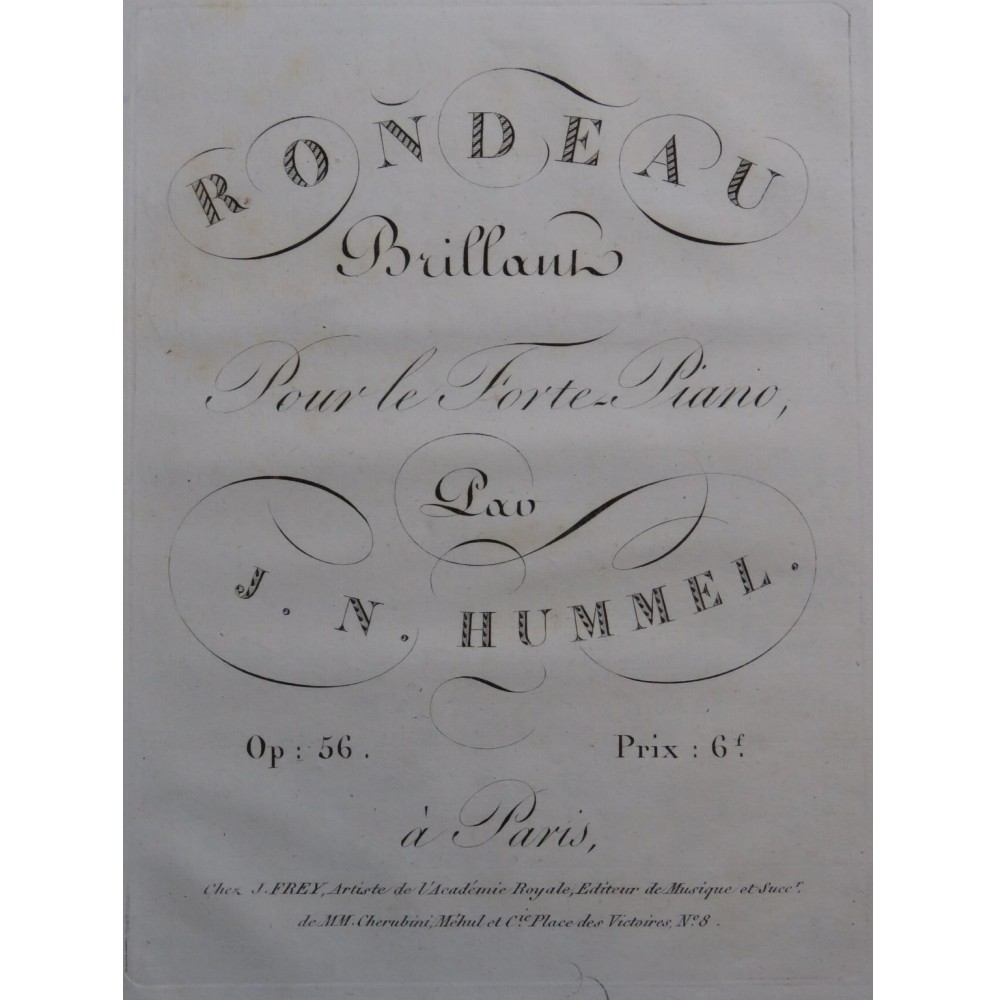 RONDEAU
Brillant
Pour le Forte-Piano,
Par
J. N. HUMMEL.
Op : 56 . Prix : 6f.
à Paris,
Chez J. FREY, Artiste de l'Académie Royale, Editeur de Musique et Succr.
de MM. Cherubini, Méhul et Cie. Place des Victoires, No. 8 .